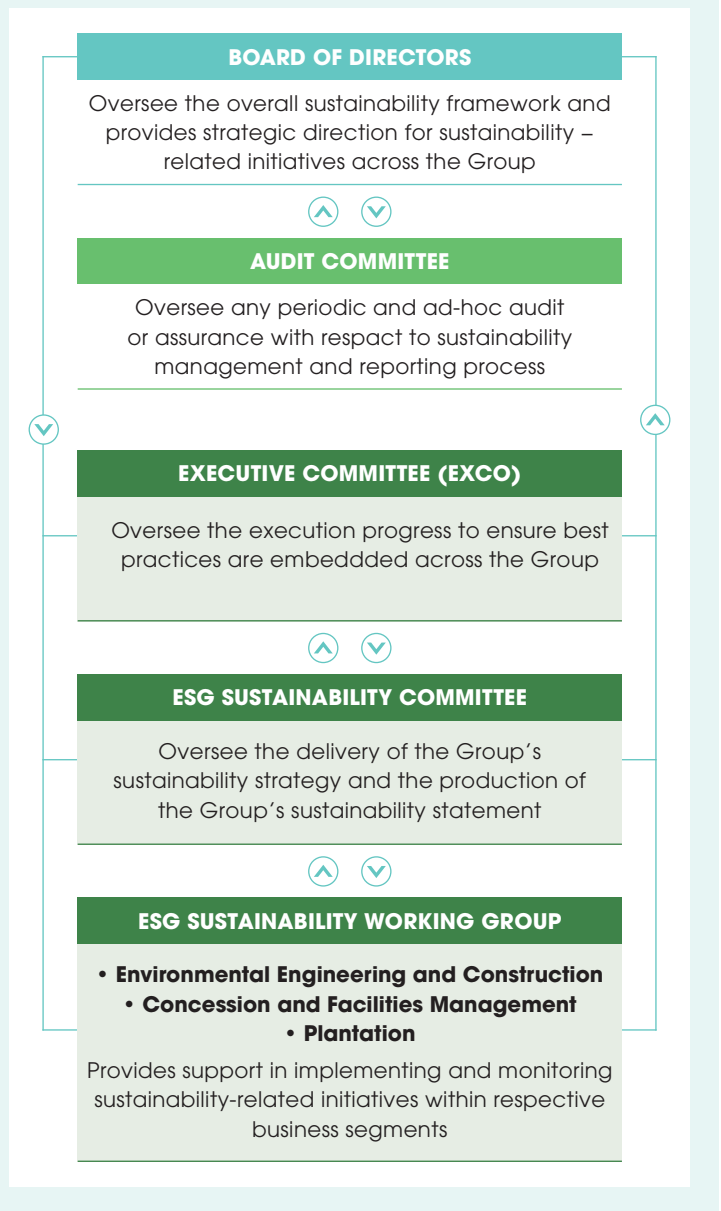 BOARD OF DIRECTORS
Oversee the overall sustainability framework and
provides strategic direction for sustainability –
related initiatives across the Group
AUDIT COMMITTEE
Oversee any periodic and ad-hoc audit
or assurance with respact to sustainability
management and reporting process
EXECUTIVE COMMITTEE (EXCO)
Oversee the execution progress to ensure best
practices are embeddded across the Group
ESG SUSTAINABILITY COMMITTEE
Oversee the delivery of the Group’s
sustainability strategy and the production of
the Group’s sustainability statement
ESG SUSTAINABILITY WORKING GROUP
• Environmental Engineering and Construction
• Concession and Facilities Management
• Plantation
Provides support in implementing and monitoring
sustainability-related initiatives within respective
business segments